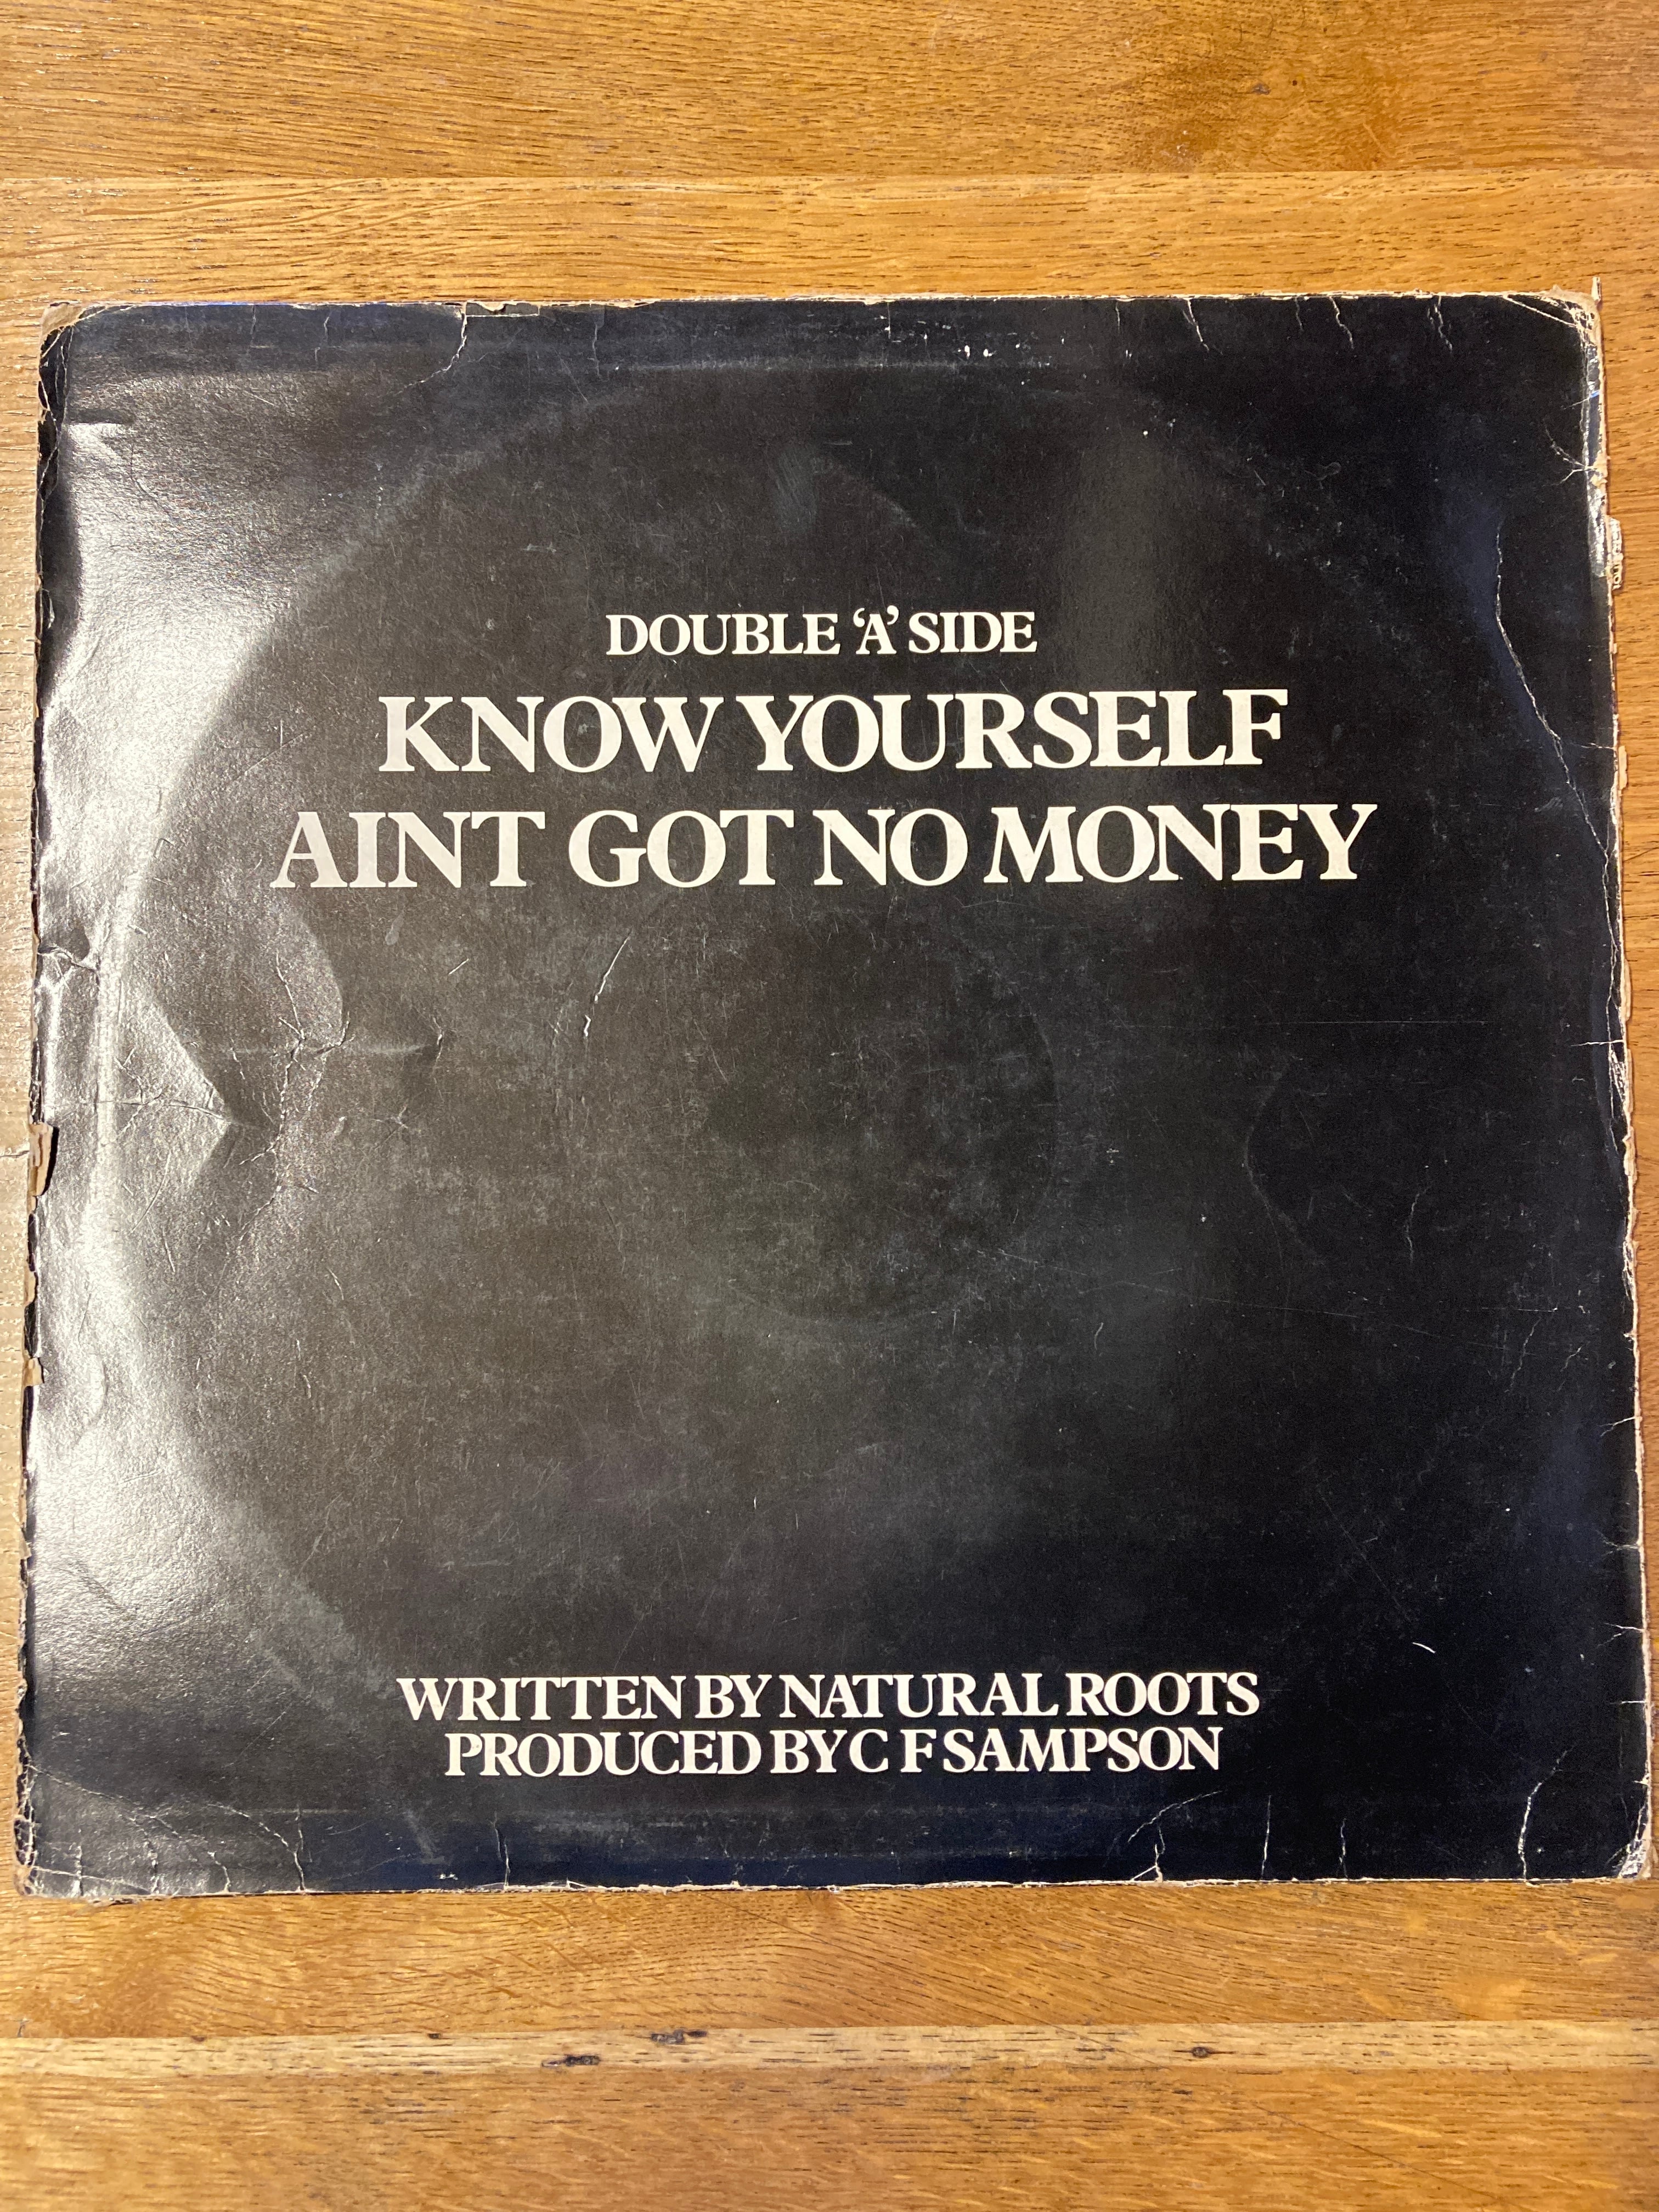 DOUBLE ‘A’ SIDE
KNOW YOURSELF
AINT GOT NO MONEY
WRITTEN BY NATURAL ROOTS
PRODUCED BY C F SAMPSON